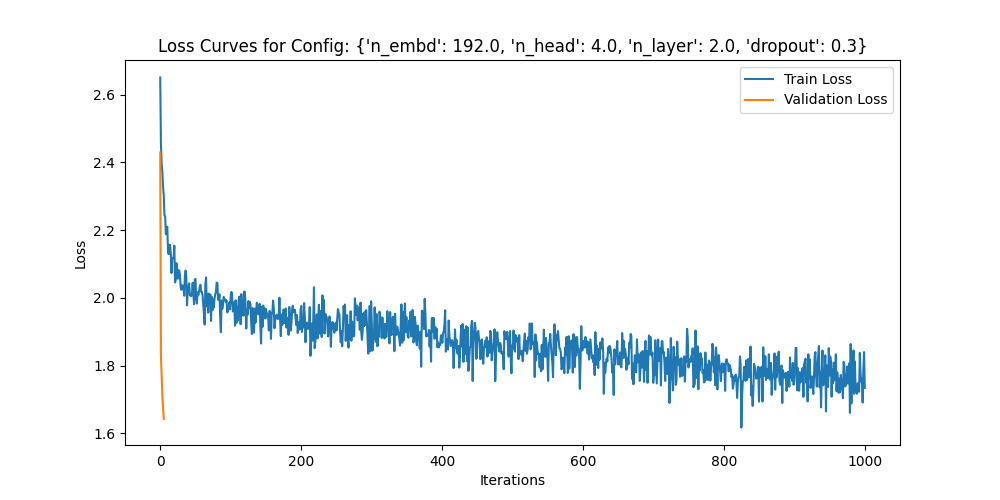 Loss Curves for Config: {'n_embd': 192.0, 'n_head': 4.0, 'n_layer': 2.0, 'dropout': 0.3}
Train Loss
Validation Loss
2.6
2.4
2.2
2.0
1.8
1.6
Loss
0 200 400 600 800 1000
Iterations